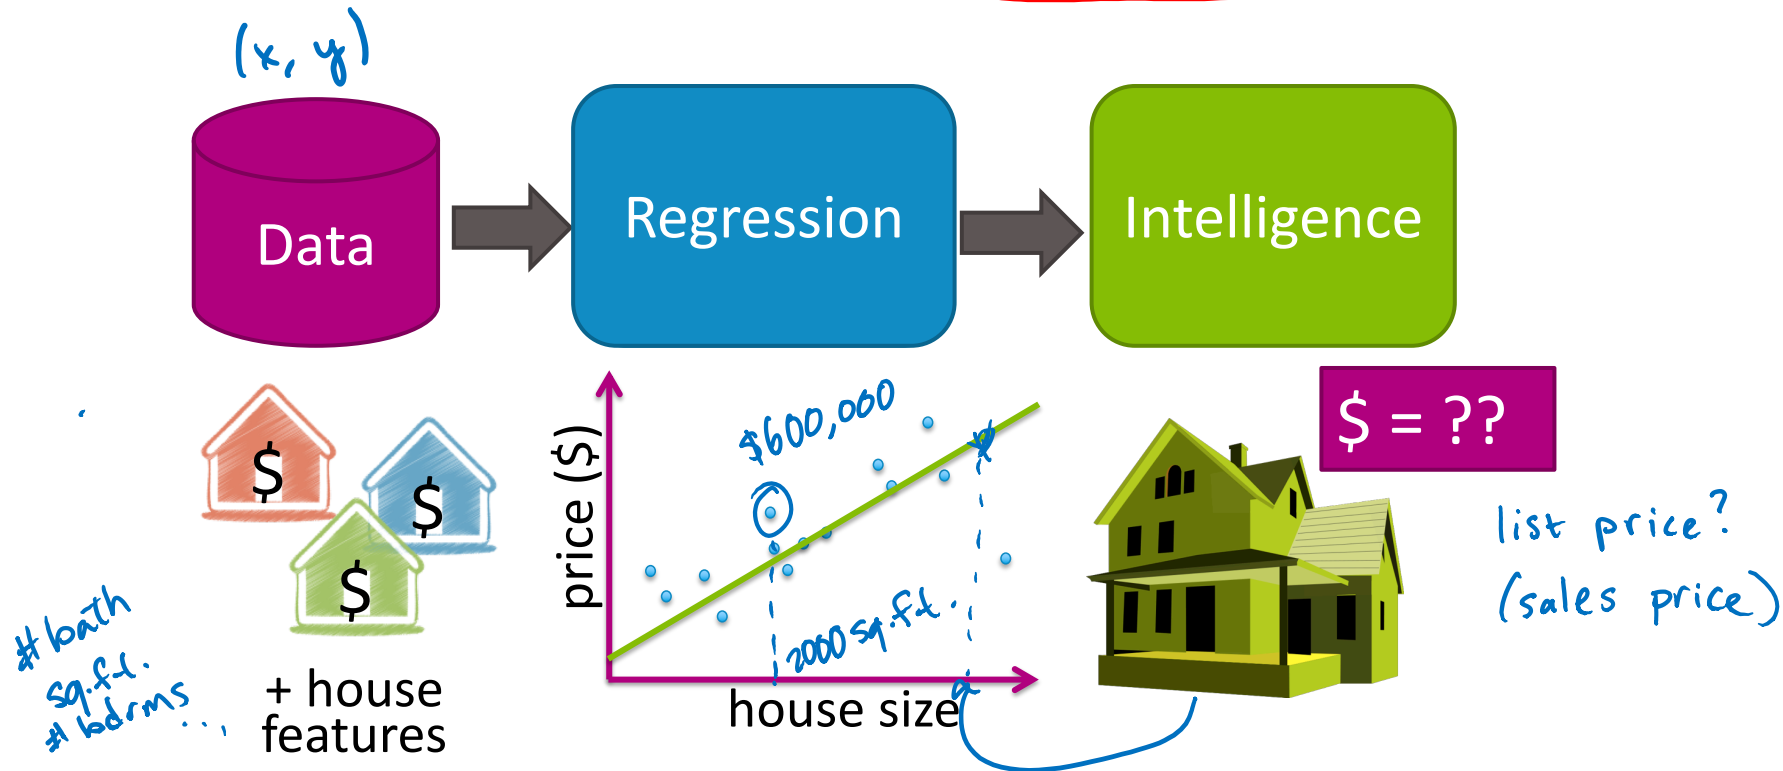 (x, y)
Data
Regression
Intelligence
$
$
$
+ house
features
# bath
sq.ft.
# bdrms ...
price ($)
$600,000
2000 sq.ft.
house size
$ = ??
list price?
(sales price)